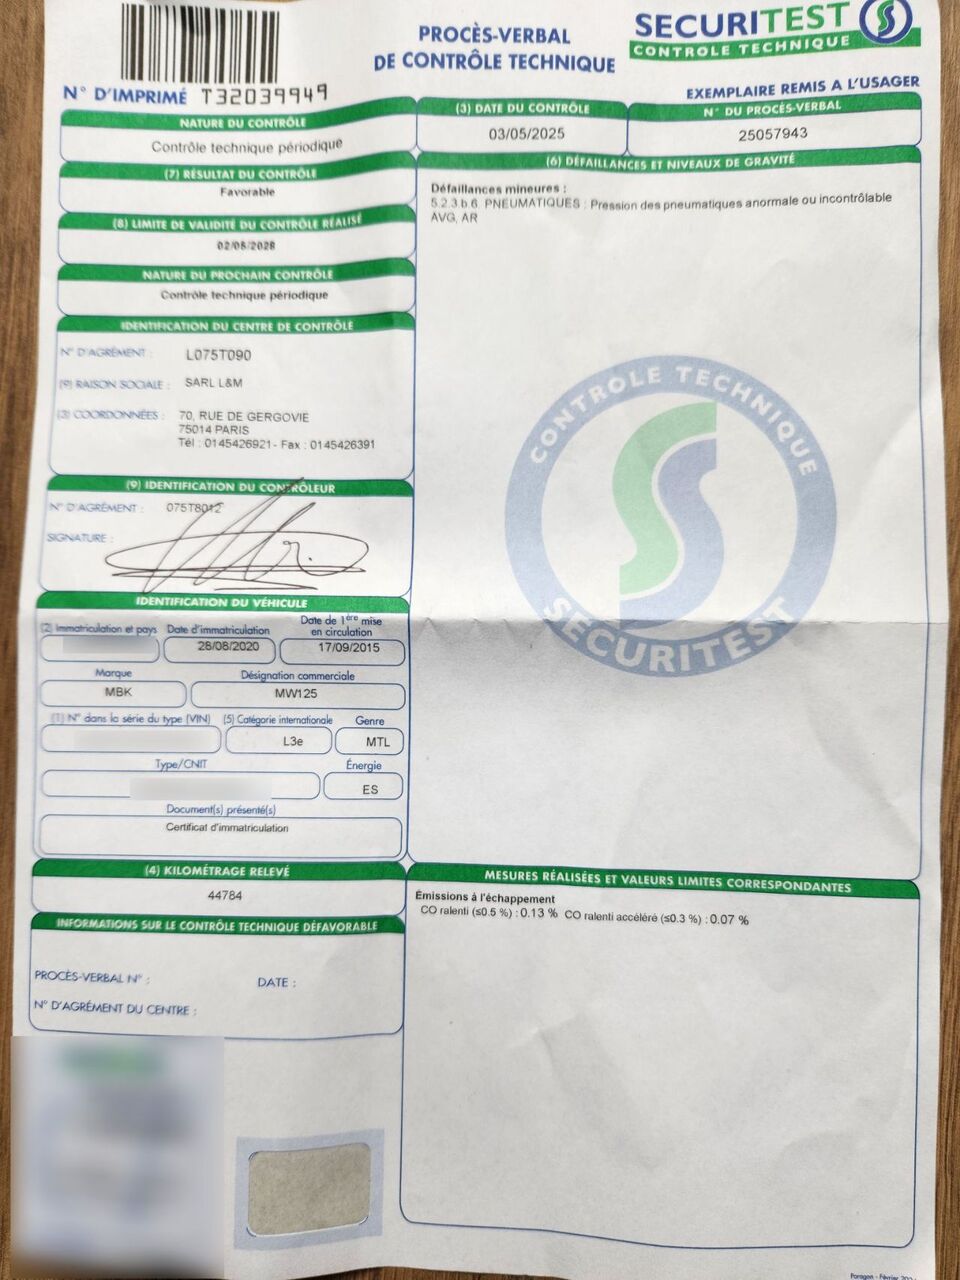 SECURITEST
CONTROLE TECHNIQUE
PROCÈS-VERBAL
DE CONTRÔLE TECHNIQUE
N° D'IMPRIMÉ T32039949
EXEMPLAIRE REMIS A L'USAGER
NATURE DU CONTRÔLE
Contrôle technique périodique
(3) DATE DU CONTRÔLE
03/05/2025
N° DU PROCÈS-VERBAL
25057943
(7) RÉSULTAT DU CONTRÔLE
Favorable
(8) LIMITE DE VALIDITÉ DU CONTRÔLE RÉALISÉ
02/05/2028
NATURE DU PROCHAIN CONTRÔLE
Contrôle technique périodique
(6) DÉFAILLANCES ET NIVEAUX DE GRAVITÉ
Défaillances mineures :
5.2.3.b.6. PNEUMATIQUES : Pression des pneumatiques anormale ou incontrôlable
AVG, AR
IDENTIFICATION DU CENTRE DE CONTRÔLE
N° D'AGRÉMENT : L075T090
(9) RAISON SOCIALE : SARL L&M
(3) COORDONNÉES : 70, RUE DE GERGOVIE
75014 PARIS
Tél : 0145426921 - Fax : 0145426391
(9) IDENTIFICATION DU CONTRÔLEUR
N° D'AGRÉMENT : 075T8012
SIGNATURE :
CONTROLE TECHNIQUE
SECURITEST
IDENTIFICATION DU VÉHICULE
(2) Immatriculation et pays
Date d'immatriculation
28/08/2020
Date de 1ère mise
en circulation
17/09/2015
Marque
MBK
Désignation commerciale
MW125
(1) N° dans la série du type (VIN)
(5) Catégorie internationale
L3e
Genre
MTL
Type/CNIT
Énergie
ES
Document(s) présenté(s)
Certificat d'immatriculation
(4) KILOMÉTRAGE RELEVÉ
44784
INFORMATIONS SUR LE CONTRÔLE TECHNIQUE DÉFAVORABLE
PROCÈS-VERBAL N° :
DATE :
N° D'AGRÉMENT DU CENTRE :
MESURES RÉALISÉES ET VALEURS LIMITES CORRESPONDANTES
Émissions à l'échappement
CO ralenti (≤0.5 %) : 0.13 % CO ralenti accéléré (≤0.3 %) : 0.07 %